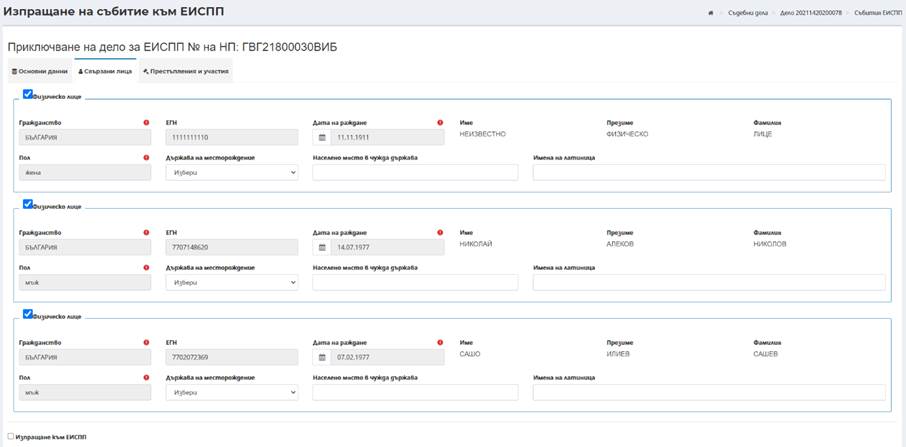 Изпращане на събитие към ЕИСПП
Съдебни дела
Дело 20211420200078
Събития ЕИСПП
Приключване на дело за ЕИСПП № на НП: ГВГ21800030ВИБ
Основни данни
Свързани лица
Престъпления и участия
Физическо лице
Гражданство ЕГН Дата на раждане Име Презиме Фамилия
БЪЛГАРИЯ 1111111110 11.11.1911 НЕИЗВЕСТНО ФИЗИЧЕСКО ЛИЦЕ
Пол Държава на месторождение Населено място в чужда държава Имена на латиница
жена Избери
Физическо лице
Гражданство ЕГН Дата на раждане Име Презиме Фамилия
БЪЛГАРИЯ 7707148620 14.07.1977 НИКОЛАЙ АЛЕКОВ НИКОЛОВ
Пол Държава на месторождение Населено място в чужда държава Имена на латиница
мъж Избери
Физическо лице
Гражданство ЕГН Дата на раждане Име Презиме Фамилия
БЪЛГАРИЯ 7702072369 07.02.1977 САШО ИЛИЕВ САШЕВ
Пол Държава на месторождение Населено място в чужда държава Имена на латиница
мъж Избери
Изпращане към ЕИСПП